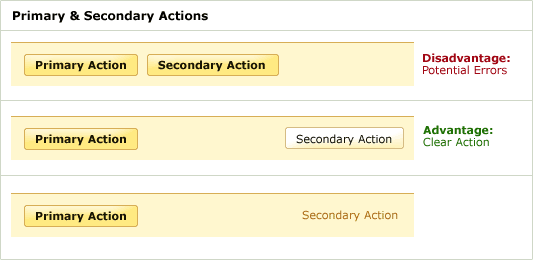 Primary & Secondary Actions
Primary Action Secondary Action Disadvantage:
Potential Errors
Primary Action Secondary Action Advantage:
Clear Action
Primary Action Secondary Action